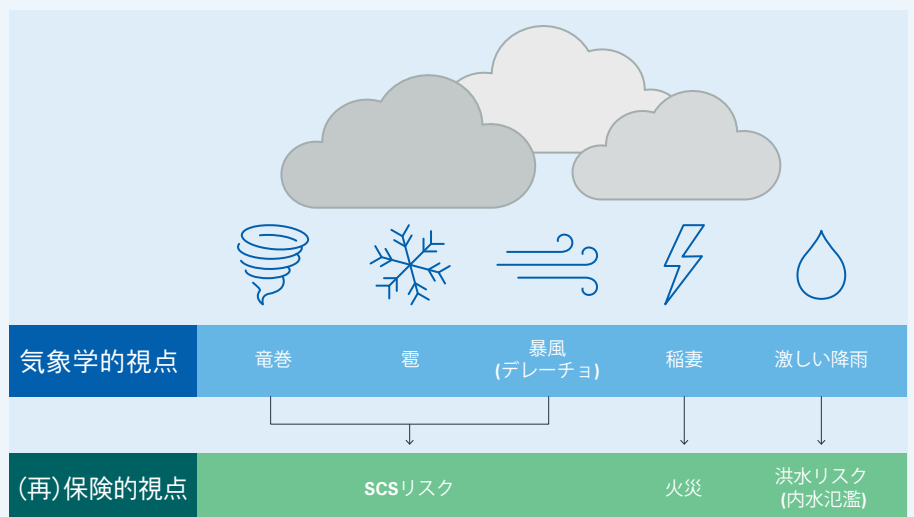 気象学的視点
竜巻
雹
暴風
(デレーチョ)
稲妻
激しい降雨
(再)保険的視点
SCSリスク
火災
洪水リスク
(内水氾濫)